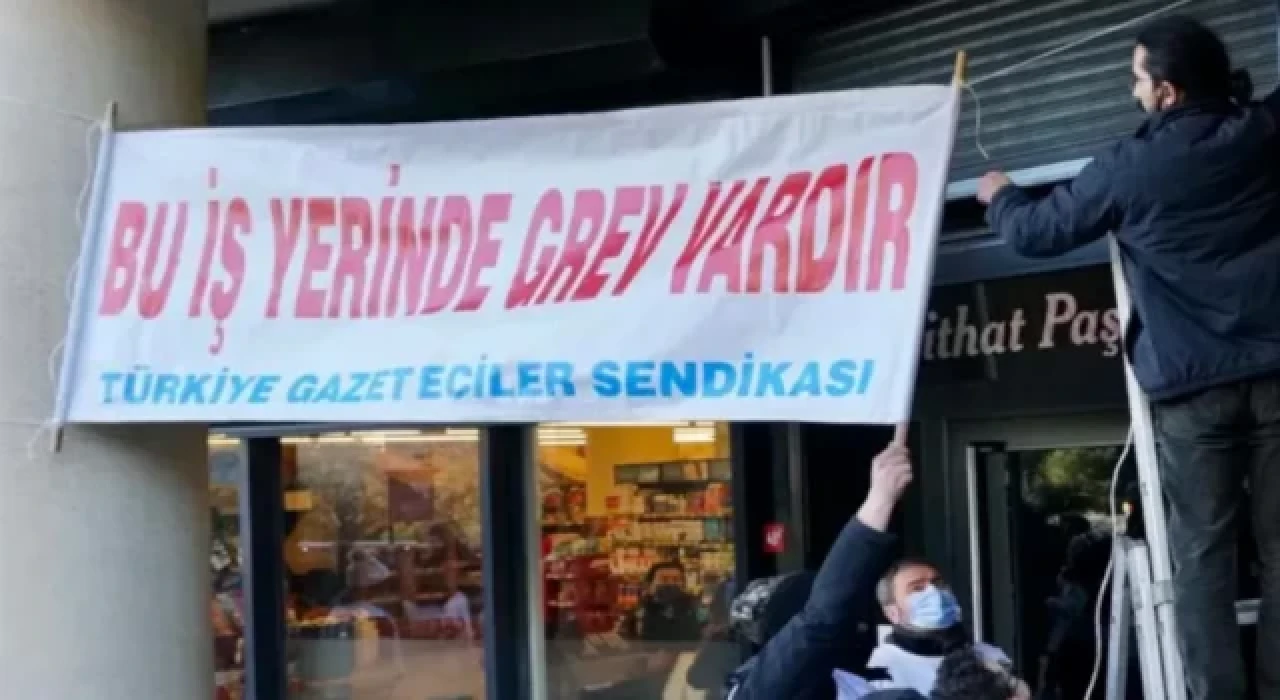 BU İŞ YERİNDE GREV VARDIR
TÜRKİYE GAZETECİLER SENDİKASI
ithat Paş